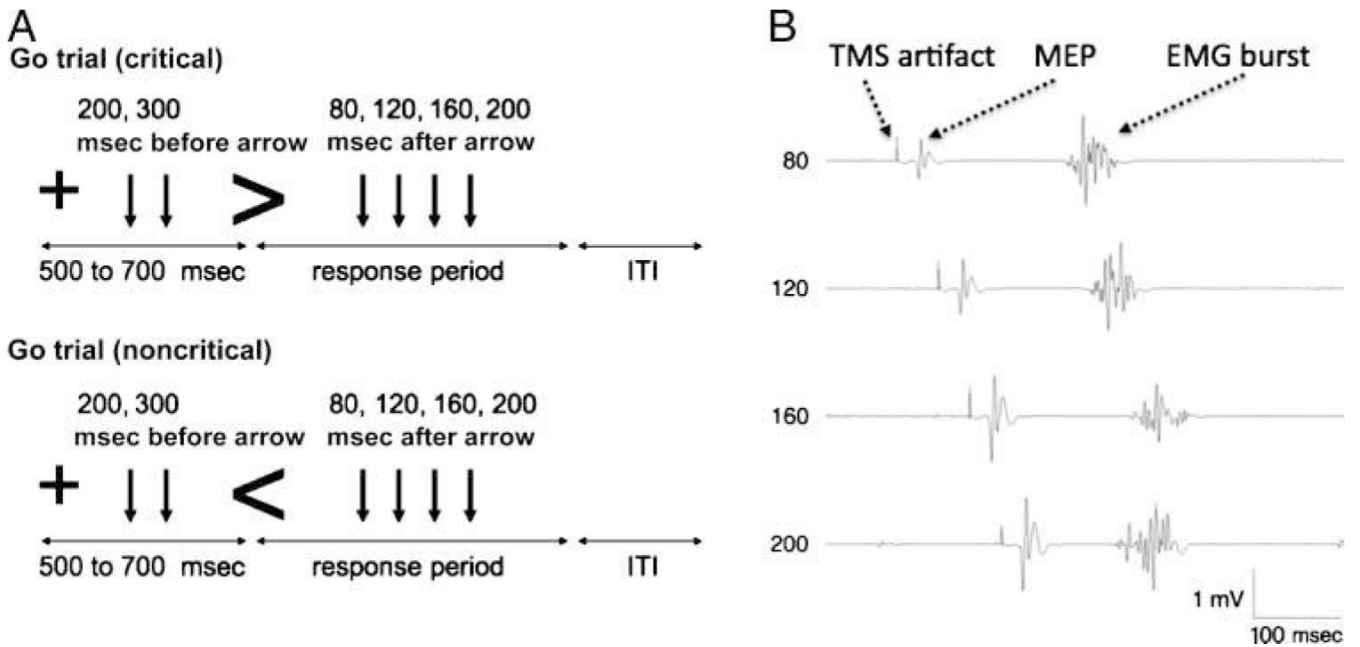 A
Go trial (critical)
200, 300
msec before arrow
80, 120, 160, 200
msec after arrow
+
>
500 to 700 msec
response period
ITI
Go trial (noncritical)
200, 300
msec before arrow
80, 120, 160, 200
msec after arrow
+
<
500 to 700 msec
response period
ITI
B
TMS artifact
MEP
EMG burst
80
120
160
200
1 mV
100 msec